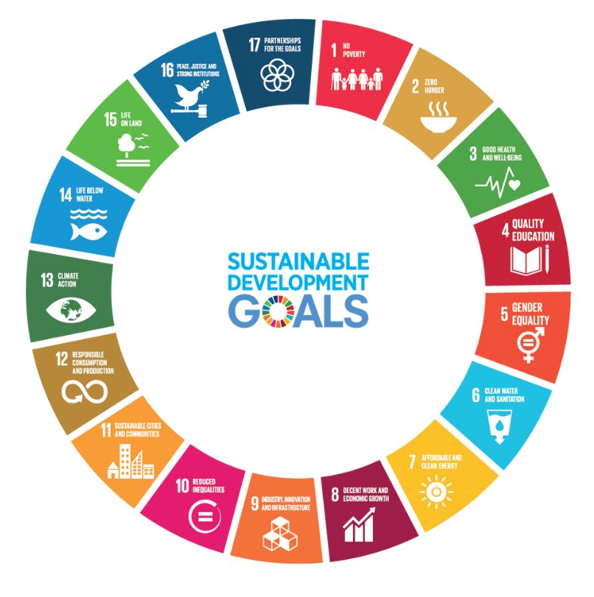 1 NO
POVERTY
2 ZERO
HUNGER
3 GOOD HEALTH
AND WELL-BEING
4 QUALITY
EDUCATION
5 GENDER
EQUALITY
6 CLEAN WATER
AND SANITATION
7 AFFORDABLE AND
CLEAN ENERGY
8 DECENT WORK AND
ECONOMIC GROWTH
9 INDUSTRY, INNOVATION
AND INFRASTRUCTURE
10 REDUCED
INEQUALITIES
11 SUSTAINABLE CITIES
AND COMMUNITIES
12 RESPONSIBLE
CONSUMPTION
AND PRODUCTION
13 CLIMATE
ACTION
14 LIFE BELOW
WATER
15 LIFE
ON LAND
16 PEACE, JUSTICE AND
STRONG INSTITUTIONS
17 PARTNERSHIPS
FOR THE GOALS
SUSTAINABLE
DEVELOPMENT
GOALS